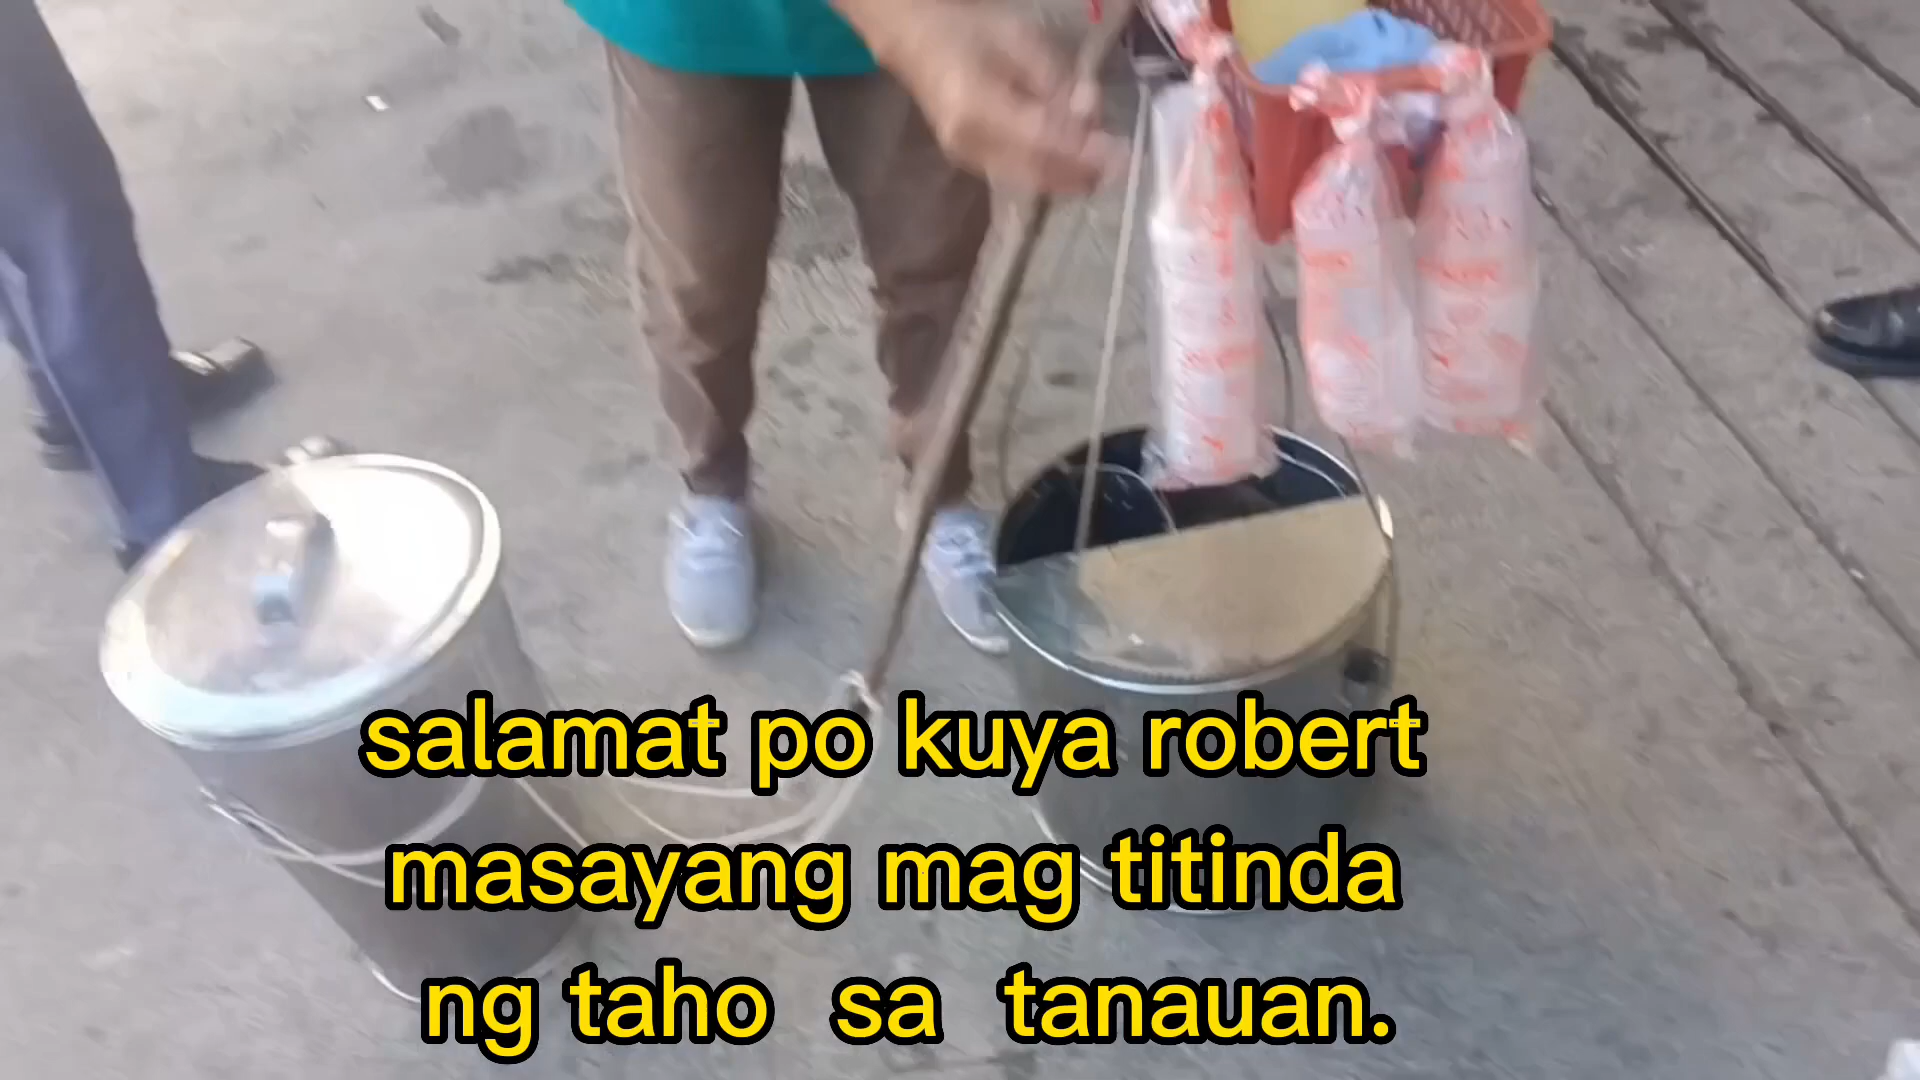 salamat po kuya robert
masayang mag titinda
ng taho sa tanauan.